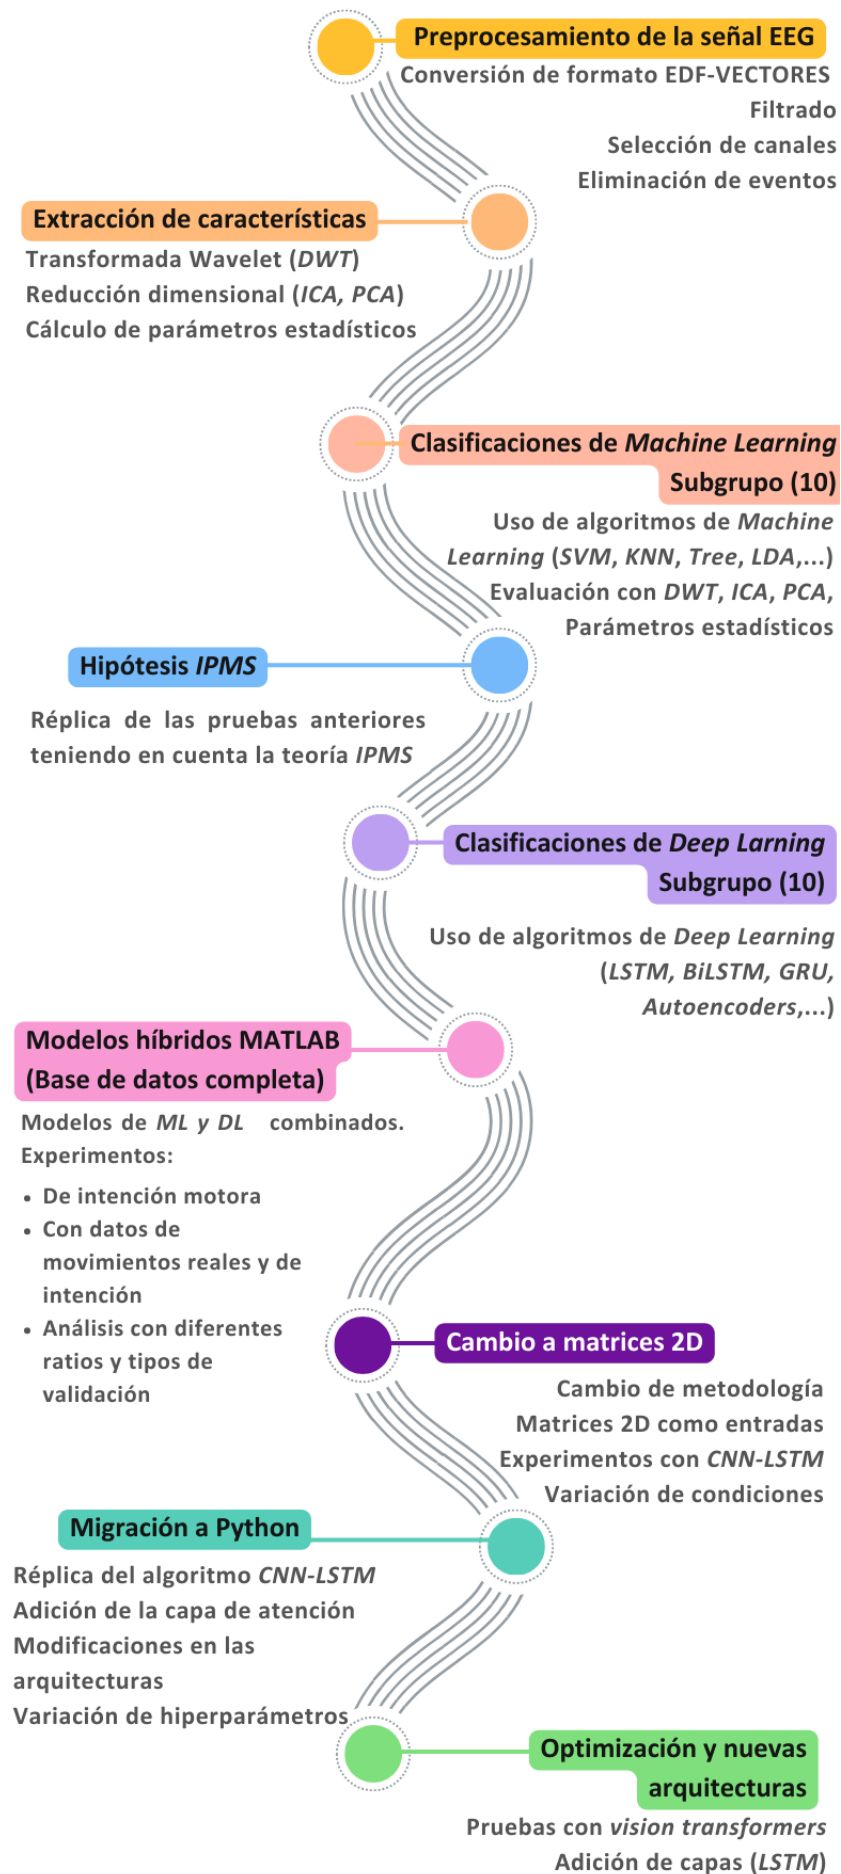 Preprocesamiento de la señal EEG
Conversión de formato EDF-VECTORES
Filtrado
Selección de canales
Eliminación de eventos
Extracción de características
Transformada Wavelet (DWT)
Reducción dimensional (ICA, PCA)
Cálculo de parámetros estadísticos
Clasificaciones de Machine Learning
Subgrupo (10)
Uso de algoritmos de Machine
Learning (SVM, KNN, Tree, LDA,...)
Evaluación con DWT, ICA, PCA,
Parámetros estadísticos
Hipótesis IPMS
Réplica de las pruebas anteriores
teniendo en cuenta la teoría IPMS
Clasificaciones de Deep Larning
Subgrupo (10)
Uso de algoritmos de Deep Learning
(LSTM, BiLSTM, GRU,
Autoencoders,...)
Modelos híbridos MATLAB
(Base de datos completa)
Modelos de ML y DL combinados.
Experimentos:
• De intención motora
• Con datos de
movimientos reales y de
intención
• Análisis con diferentes
ratios y tipos de
validación
Cambio a matrices 2D
Cambio de metodología
Matrices 2D como entradas
Experimentos con CNN-LSTM
Variación de condiciones
Migración a Python
Réplica del algoritmo CNN-LSTM
Adición de la capa de atención
Modificaciones en las
arquitecturas
Variación de hiperparámetros
Optimización y nuevas
arquitecturas
Pruebas con vision transformers
Adición de capas (LSTM)